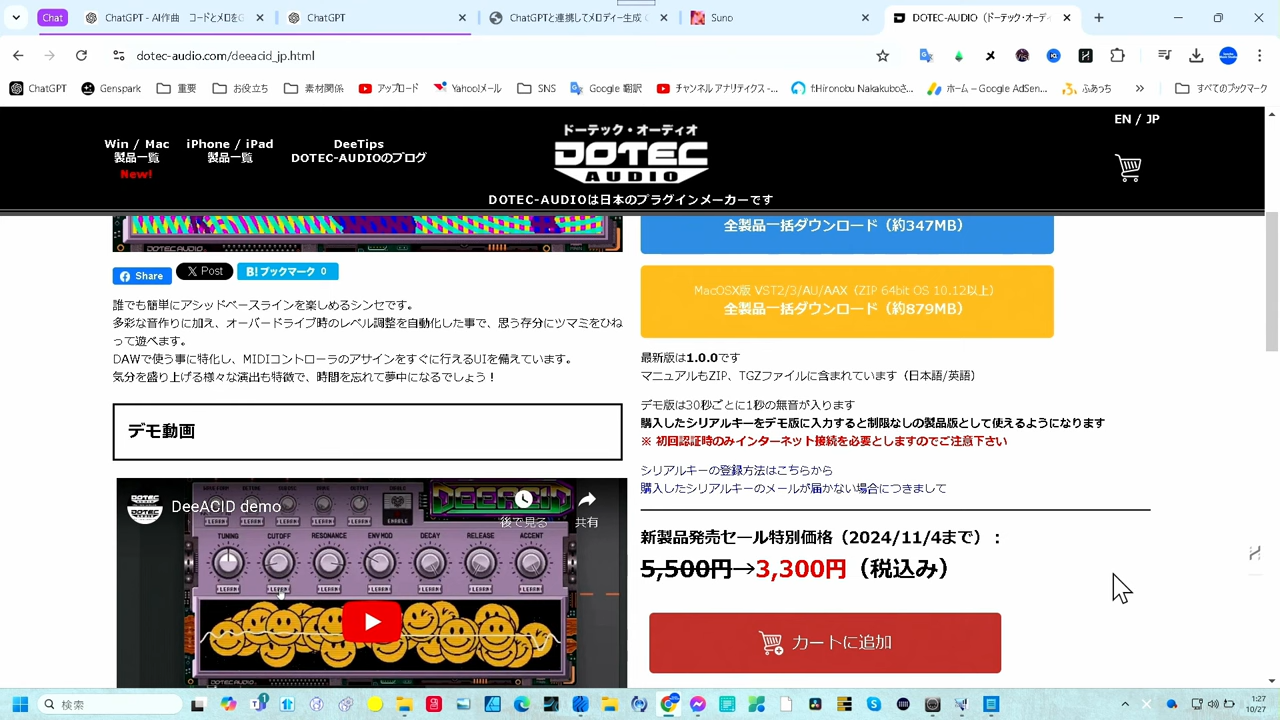 Chat
ChatGPT - AI作曲 コードとメロをG
Chat
ChatGPTと連携してメロディー生成
Suno
DOTEC-AUDIO（ドーテック・オーディ
dotec-audio.com/deeacid_jp.html
ChatGPT
Genspark
重要
お役立ち
素材関係
アップロード
Yahoo!メール
SNS
Google 翻訳
チャンネル アナリティクス -...
f:Hironobu Nakakuboさ...
ホーム – Google AdSen...
ふぁっち
»
すべてのブックマーク
EN / JP
Win / Mac
製品一覧
New!
iPhone / iPad
製品一覧
DeeTips
DOTEC-AUDIOのブログ
ドーテック・オーディオ
DOTEC
AUDIO
DOTEC-AUDIOは日本のプラグインメーカーです
DOTEC AUDIO
Share
Post
B!ブックマーク 0
誰でも簡単にアシッドベースラインを楽しめるシンセです。
多彩な音作りに加え、オーバードライブ時のレベル調整を自動化した事で、思う存分にツマミをひね
って遊べます。
DAWで使う事に特化し、MIDIコントローラのアサインをすぐに行えるUIを備えています。
気分を盛り上げる様々な演出も特徴で、時間を忘れて夢中になるでしょう！
デモ動画
DOTEC
AUDIO
DeeACID demo
DEEACID
後で見る
共有
ENABLE
LEARN LEARN LEARN LEARN LEARN
TUNING CUTOFF RESONANCE ENV MOD DECAY RELEASE ACCENT
LEARN LEARN LEARN LEARN LEARN LEARN LEARN
全製品一括ダウンロード（約347MB）
MacOSX版 VST2/3/AU/AAX（ZIP 64bit OS 10.12以上）
全製品一括ダウンロード（約879MB）
最新版は1.0.0です
マニュアルもZIP、TGZファイルに含まれています（日本語/英語）
デモ版は30秒ごとに1秒の無音が入ります
購入したシリアルキーをデモ版に入力すると制限なしの製品版として使えるようになります
※ 初回認証時のみインターネット接続を必要としますのでご注意下さい
シリアルキーの登録方法はこちらから
購入したシリアルキーのメールが届かない場合につきまして
新製品発売セール特別価格（2024/11/4まで）：
5,500円→3,300円（税込み）
カートに追加
検索
1:27
10/27